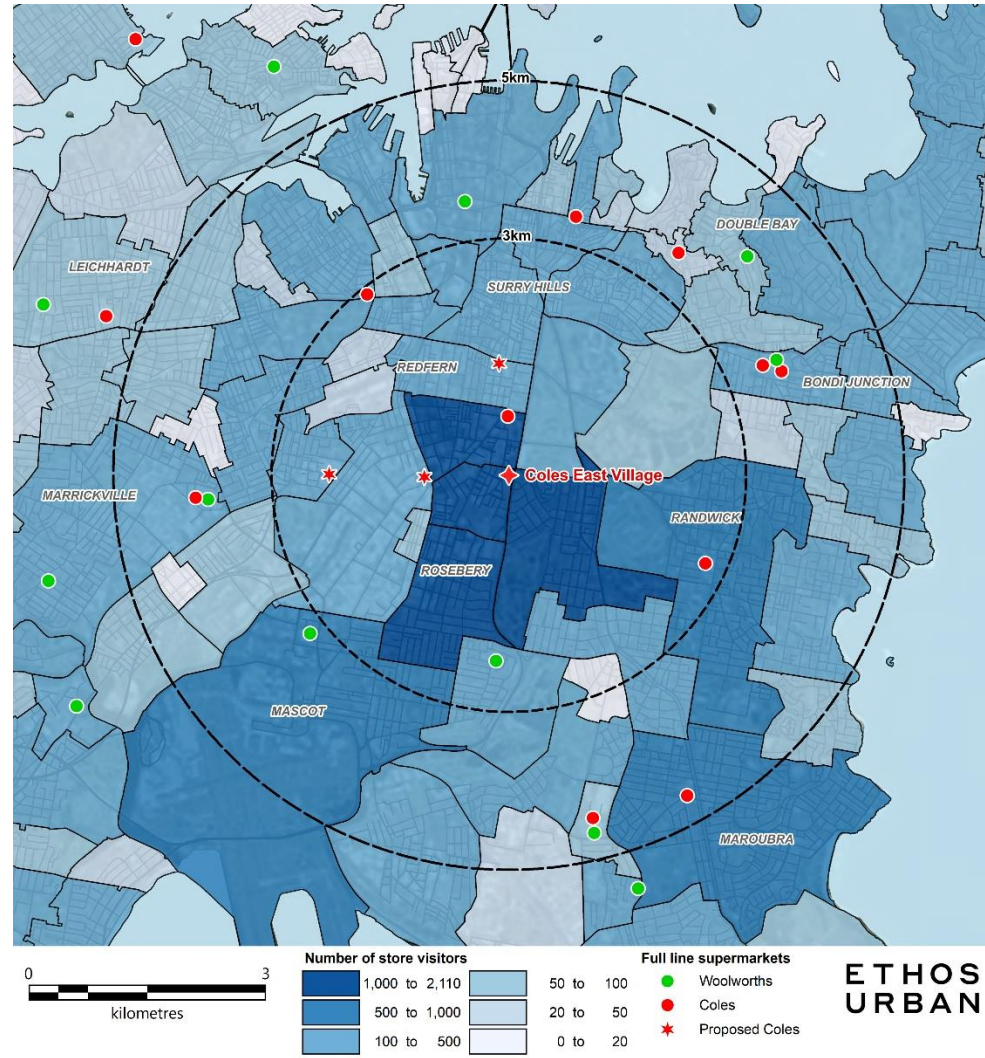 5km
3km
DOUBLE BAY
LEICHHARDT
SURRY HILLS
REDFERN
BONDI JUNCTION
Coles East Village
MARRICKVILLE
RANDWICK
ROSEBERY
MASCOT
MAROUBRA
0 3
kilometres
Number of store visitors
1,000 to 2,110
500 to 1,000
100 to 500
50 to 100
20 to 50
0 to 20
Full line supermarkets
Woolworths
Coles
Proposed Coles
ETHOS
URBAN